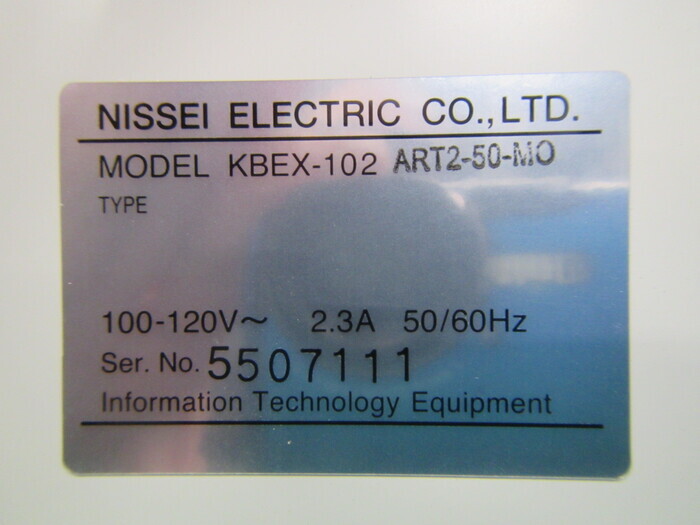 NISSEI ELECTRIC CO., LTD.
MODEL KBEX-102 ART2-50-MO
TYPE
100-120V~ 2.3A 50/60Hz
Ser. No. 5507111
Information Technology Equipment